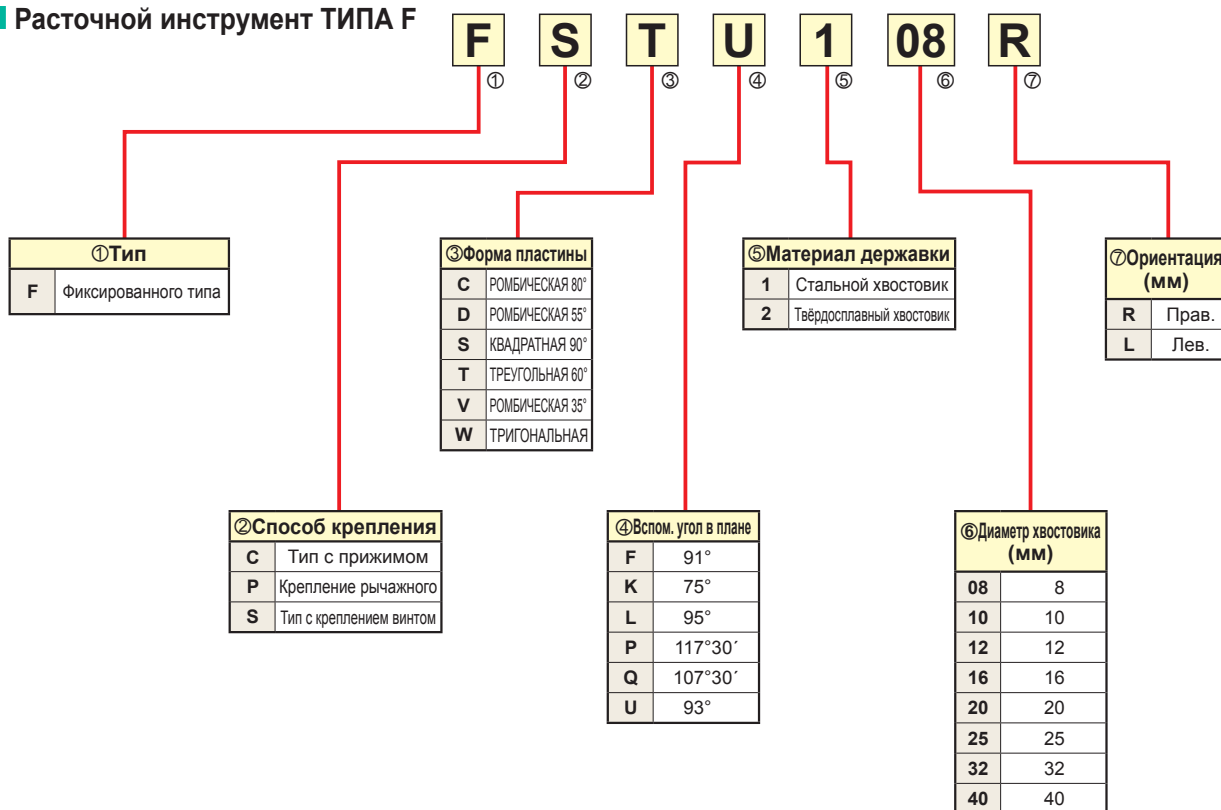 Расточной инструмент ТИПА F
F S T U 1 08 R
① ② ③ ④ ⑤ ⑥ ⑦
①Тип
F Фиксированного типа
③Форма пластины
C РОМБИЧЕСКАЯ 80°
D РОМБИЧЕСКАЯ 55°
S КВАДРАТНАЯ 90°
T ТРЕУГОЛЬНАЯ 60°
V РОМБИЧЕСКАЯ 35°
W ТРИГОНАЛЬНАЯ
⑤Материал державки
1 Стальной хвостовик
2 Твёрдосплавный хвостовик
⑦Ориентация
(мм)
R Прав.
L Лев.
②Способ крепления
C Тип с прижимом
P Крепление рычажного
S Тип с креплением винтом
④Вспом. угол в плане
F 91°
K 75°
L 95°
P 117°30´
Q 107°30´
U 93°
⑥Диаметр хвостовика
(мм)
08 8
10 10
12 12
16 16
20 20
25 25
32 32
40 40